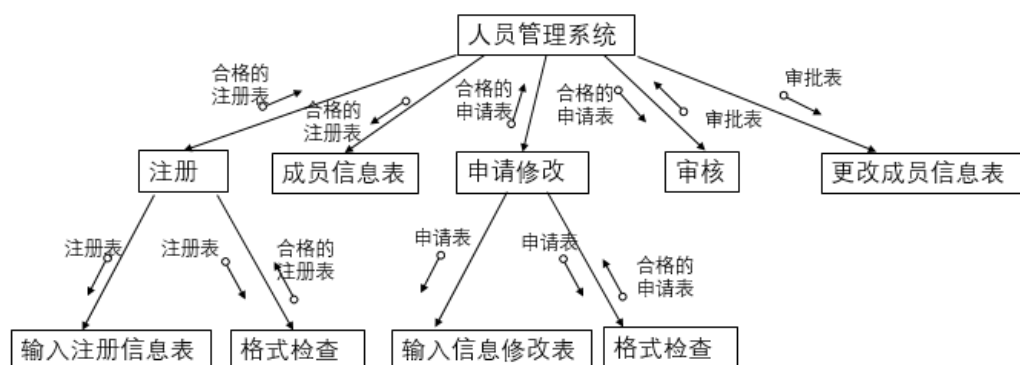 人员管理系统
合格的
注册表
合格的
注册表
合格的
申请表
合格的
申请表
审批表
审批表
注册
成员信息表
申请修改
审核
更改成员信息表
注册表
注册表
合格的
注册表
申请表
申请表
合格的
申请表
输入注册信息表
格式检查
输入信息修改表
格式检查